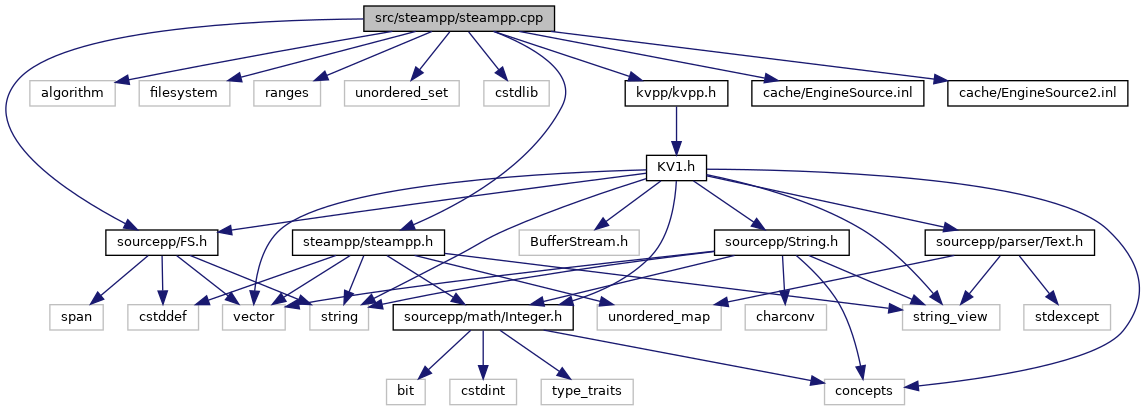 src/steampp/steampp.cpp
algorithm
filesystem
ranges
unordered_set
cstdlib
kvpp/kvpp.h
cache/EngineSource.inl
cache/EngineSource2.inl
KV1.h
sourcepp/FS.h
steampp/steampp.h
BufferStream.h
sourcepp/String.h
sourcepp/parser/Text.h
span
cstddef
vector
string
sourcepp/math/Integer.h
unordered_map
charconv
string_view
stdexcept
bit
cstdint
type_traits
concepts